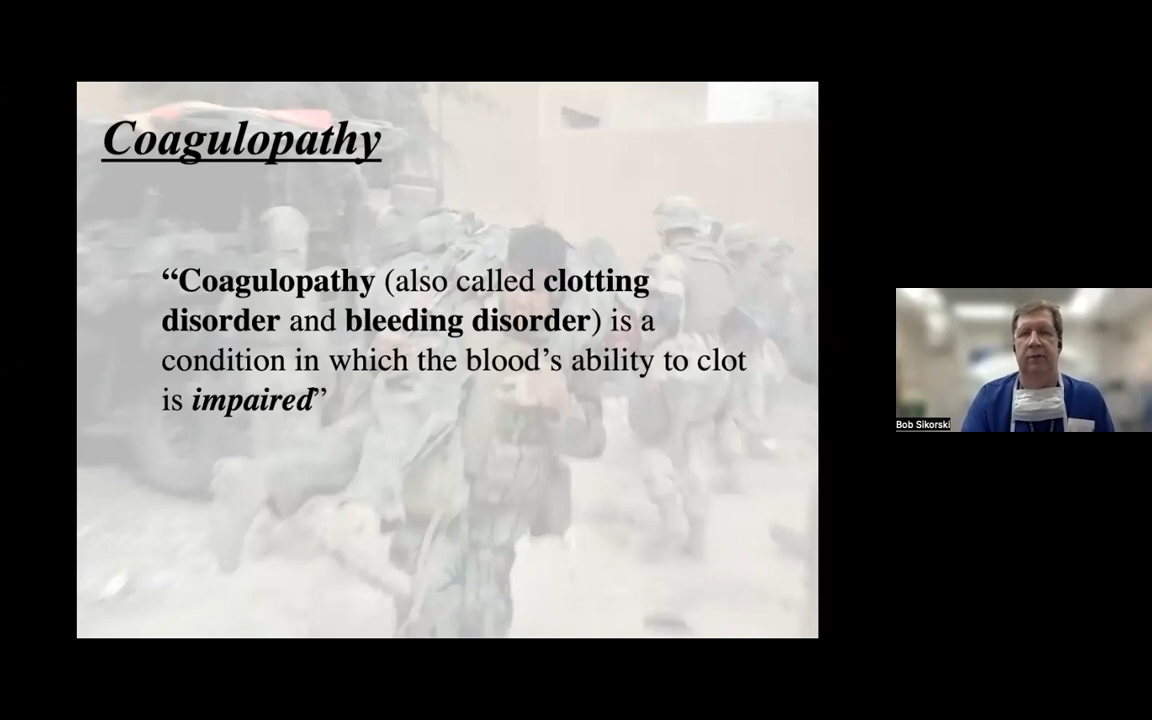 Coagulopathy
“Coagulopathy (also called clotting
disorder and bleeding disorder) is a
condition in which the blood’s ability to clot
is impaired”
Bob Sikorski